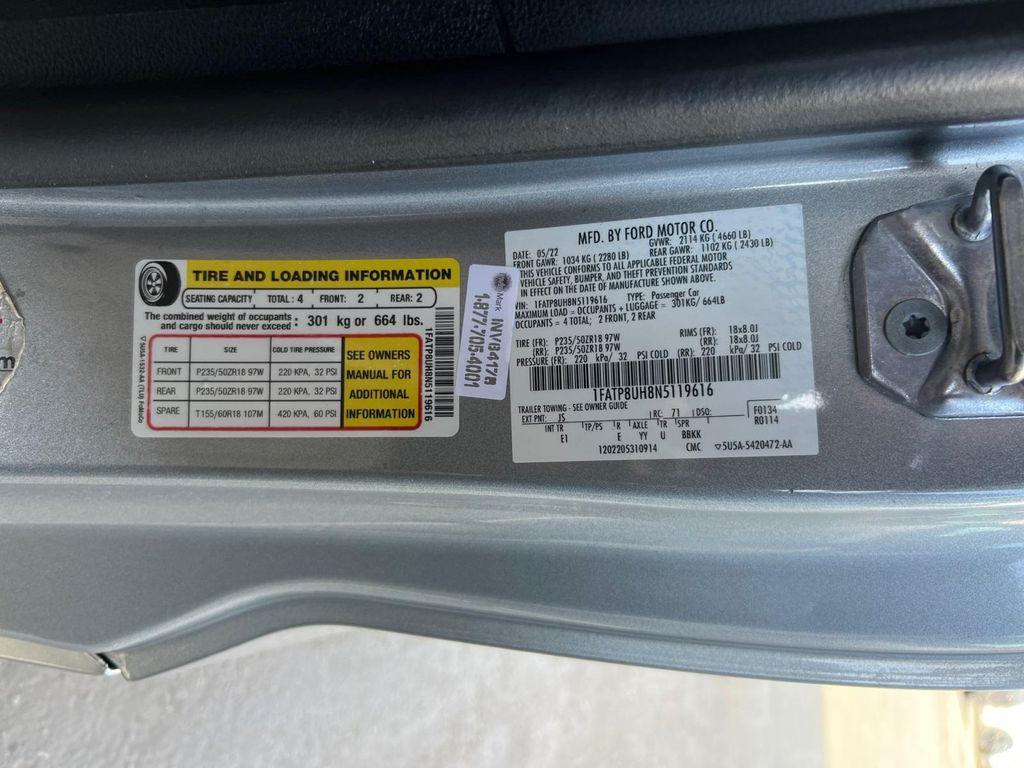 TIRE AND LOADING INFORMATION
SEATING CAPACITY TOTAL: 4 FRONT: 2 REAR: 2
The combined weight of occupants
and cargo should never exceed : 301 kg or 664 lbs.
TIRE SIZE COLD TIRE PRESSURE
FRONT P235/50ZR18 97W 220 KPA, 32 PSI
REAR P235/50ZR18 97W 220 KPA, 32 PSI
SPARE T155/60R18 107M 420 KPA, 60 PSI
SEE OWNERS
MANUAL FOR
ADDITIONAL
INFORMATION
5U5A-1532-AA (TLU) FoMoCo
1FATP8UH8N5119616
Mark
INVB4178
1.877.705.4001
MFD. BY FORD MOTOR CO.
DATE: 05/22 GVWR: 2114 KG ( 4660 LB)
FRONT GAWR: 1034 KG ( 2280 LB) REAR GAWR: 1102 KG ( 2430 LB)
THIS VEHICLE CONFORMS TO ALL APPLICABLE FEDERAL MOTOR
VEHICLE SAFETY, BUMPER, AND THEFT PREVENTION STANDARDS
IN EFFECT ON THE DATE OF MANUFACTURE SHOWN ABOVE.
VIN: 1FATP8UH8N5119616 TYPE: Passenger Car
MAXIMUM LOAD = OCCUPANTS + LUGGAGE = 301KG/ 664LB
OCCUPANTS = 4 TOTAL; 2 FRONT, 2 REAR
TIRE (FR): P235/50ZR18 97W RIMS (FR): 18x8.0J
(RR): P235/50ZR18 97W (RR): 18x8.0J
PRESSURE (FR): 220 kPa/ 32 PSI COLD (RR): 220 kPa/ 32 PSI COLD
1FATP8UH8N5119616
TRAILER TOWING - SEE OWNER GUIDE
EXT PNT: JS RC: 71 DSO: F0134
INT TR TP/PS R AXLE TR SPR R0114
E1 E YY U BBKK
1202205310914 CMC 5U5A-5420472-AA
m